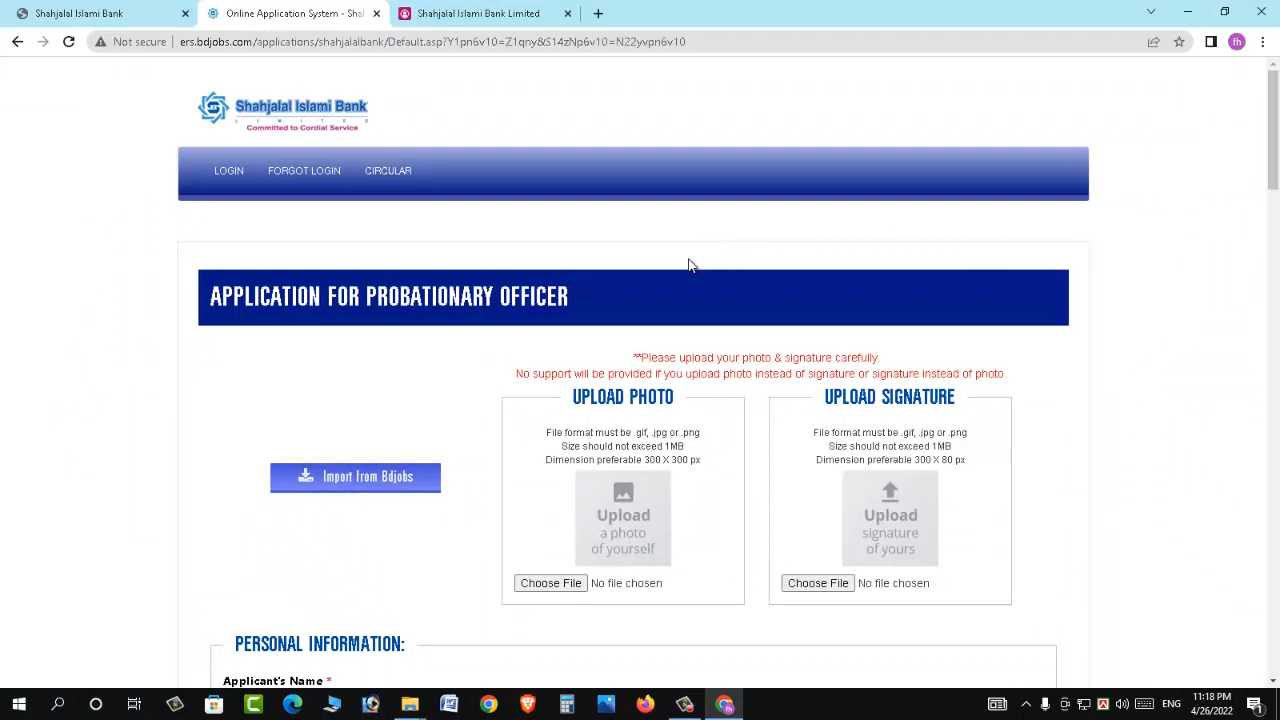 Shahjalal Islami Bank
Online Application System - Shah
Shahjalal Islami Bank Limited
Not secure
ers.bdjobs.com/applications/shahjalalbank/Default.asp?Y1pn6v10=Z1qny&S14zNp6v10=N22yvpn6v10
fh
Shahjalal Islami Bank
LIMITED
Committed to Cordial Service
LOGIN
FORGOT LOGIN
CIRCULAR
APPLICATION FOR PROBATIONARY OFFICER
**Please upload your photo & signature carefully.
No support will be provided if you upload photo instead of signature or signature instead of photo.
UPLOAD PHOTO
File format must be .gif, .jpg or .png
Size should not exceed 1MB
Dimension preferable 300 X 300 px
Upload
a photo
of yourself
Choose File No file chosen
UPLOAD SIGNATURE
File format must be .gif, .jpg or .png
Size should not exceed 1MB
Dimension preferable 300 X 80 px
Upload
signature
of yours
Choose File No file chosen
Import from Bdjobs
PERSONAL INFORMATION:
Applicant's Name *
ENG
11:18 PM
4/26/2022